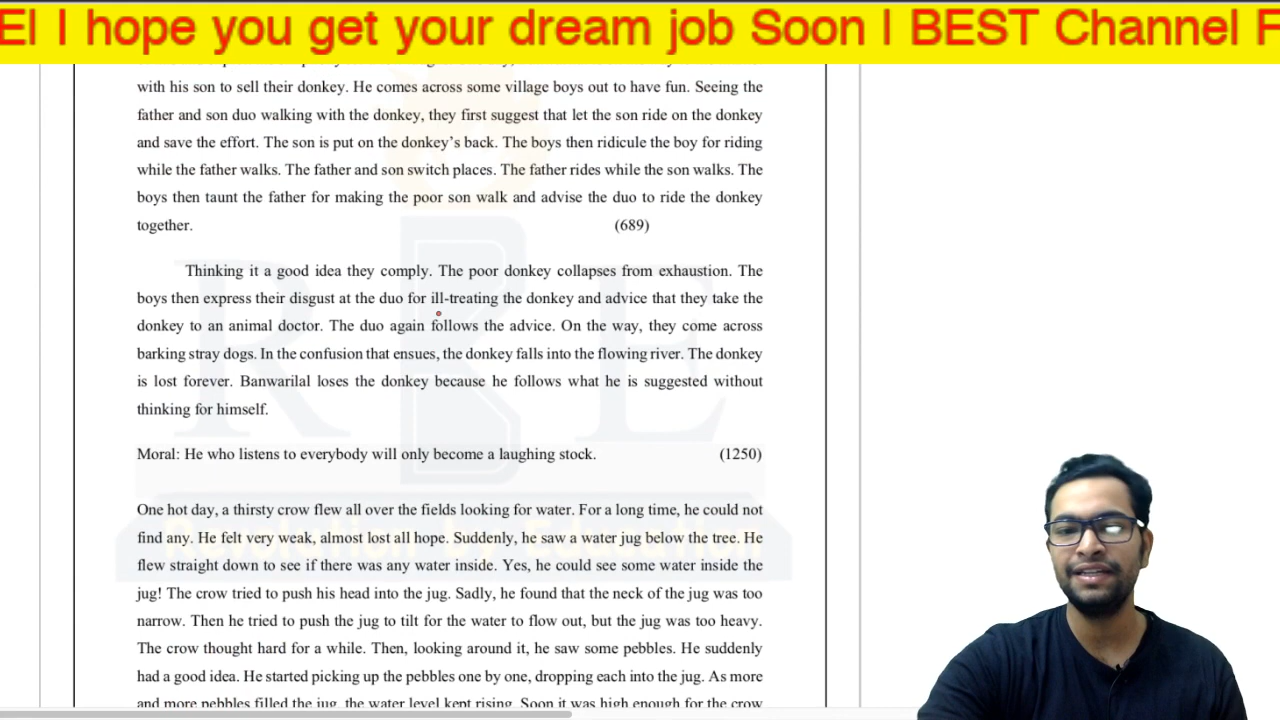 EI I hope you get your dream job Soon l BEST Channel F
with his son to sell their donkey. He comes across some village boys out to have fun. Seeing the
father and son duo walking with the donkey, they first suggest that let the son ride on the donkey
and save the effort. The son is put on the donkey's back. The boys then ridicule the boy for riding
while the father walks. The father and son switch places. The father rides while the son walks. The
boys then taunt the father for making the poor son walk and advise the duo to ride the donkey
together. (689)
Thinking it a good idea they comply. The poor donkey collapses from exhaustion. The
boys then express their disgust at the duo for ill-treating the donkey and advice that they take the
donkey to an animal doctor. The duo again follows the advice. On the way, they come across
barking stray dogs. In the confusion that ensues, the donkey falls into the flowing river. The donkey
is lost forever. Banwarilal loses the donkey because he follows what he is suggested without
thinking for himself.
Moral: He who listens to everybody will only become a laughing stock. (1250)
One hot day, a thirsty crow flew all over the fields looking for water. For a long time, he could not
find any. He felt very weak, almost lost all hope. Suddenly, he saw a water jug below the tree. He
flew straight down to see if there was any water inside. Yes, he could see some water inside the
jug! The crow tried to push his head into the jug. Sadly, he found that the neck of the jug was too
narrow. Then he tried to push the jug to tilt for the water to flow out, but the jug was too heavy.
The crow thought hard for a while. Then, looking around it, he saw some pebbles. He suddenly
had a good idea. He started picking up the pebbles one by one, dropping each into the jug. As more
and more pebbles filled the jug, the water level kept rising. Soon it was high enough for the crow
R B E